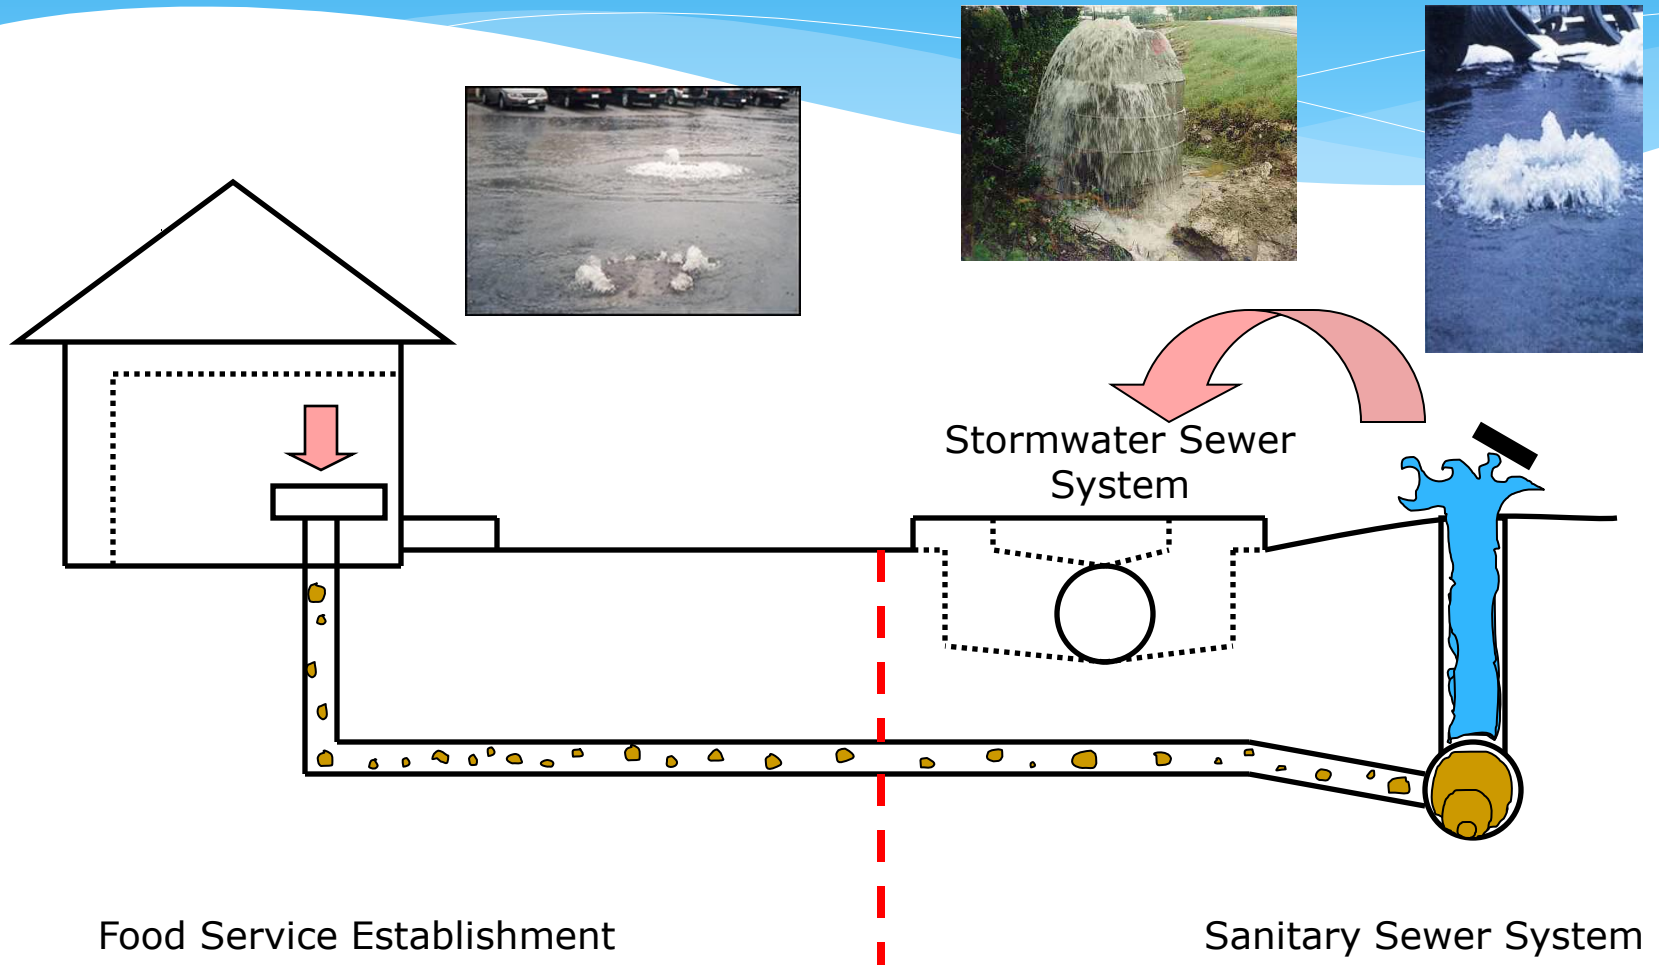 Stormwater Sewer
System
Food Service Establishment
Sanitary Sewer System